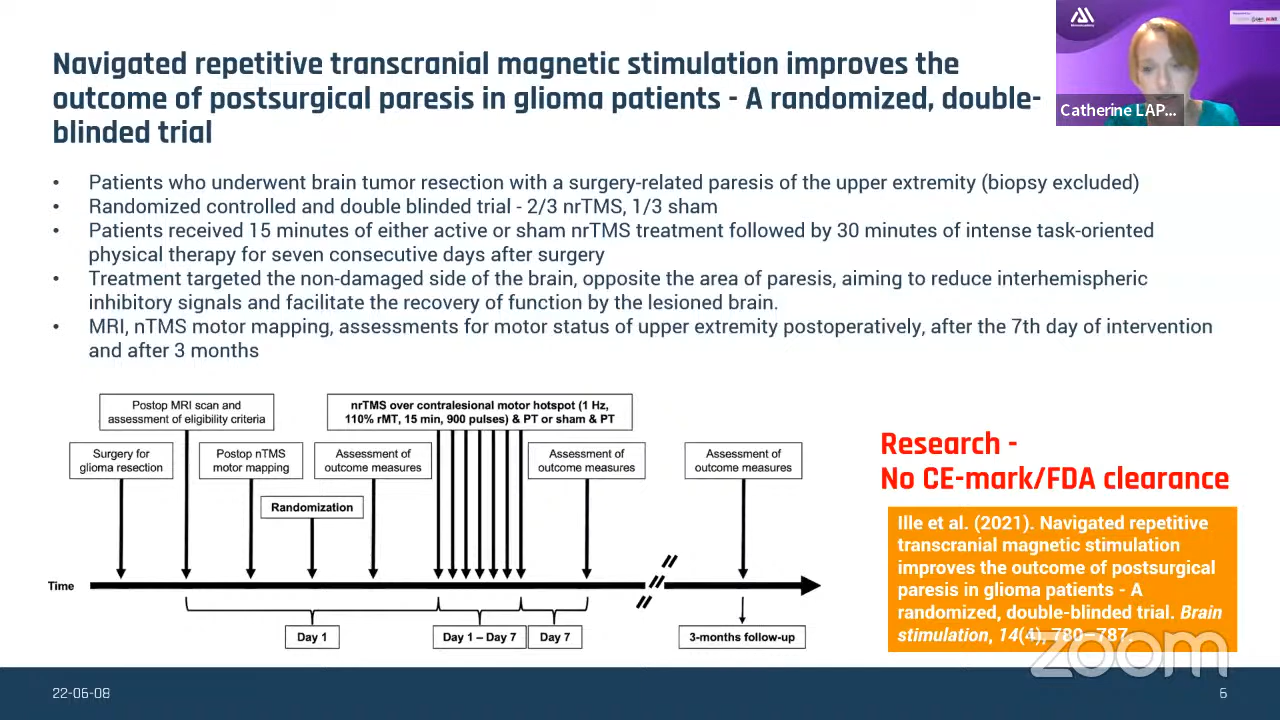 Navigated repetitive transcranial magnetic stimulation improves the
outcome of postsurgical paresis in glioma patients - A randomized, double-
blinded trial
Catherine LAP...
• Patients who underwent brain tumor resection with a surgery-related paresis of the upper extremity (biopsy excluded)
• Randomized controlled and double blinded trial - 2/3 nrTMS, 1/3 sham
• Patients received 15 minutes of either active or sham nrTMS treatment followed by 30 minutes of intense task-oriented
physical therapy for seven consecutive days after surgery
• Treatment targeted the non-damaged side of the brain, opposite the area of paresis, aiming to reduce interhemispheric
inhibitory signals and facilitate the recovery of function by the lesioned brain.
• MRI, nTMS motor mapping, assessments for motor status of upper extremity postoperatively, after the 7th day of intervention
and after 3 months
Postop MRI scan and
assessment of eligibility criteria
nrTMS over contralesional motor hotspot (1 Hz,
110% rMT, 15 min, 900 pulses) & PT or sham & PT
Surgery for
glioma resection
Postop nTMS
motor mapping
Assessment of
outcome measures
Assessment of
outcome measures
Assessment of
outcome measures
Randomization
Time
Day 1
Day 1 – Day 7
Day 7
3-months follow-up
Research -
No CE-mark/FDA clearance
Ille et al. (2021). Navigated repetitive
transcranial magnetic stimulation
improves the outcome of postsurgical
paresis in glioma patients - A
randomized, double-blinded trial. Brain
stimulation, 14(4), 780–787.
zoom
22-06-08
5